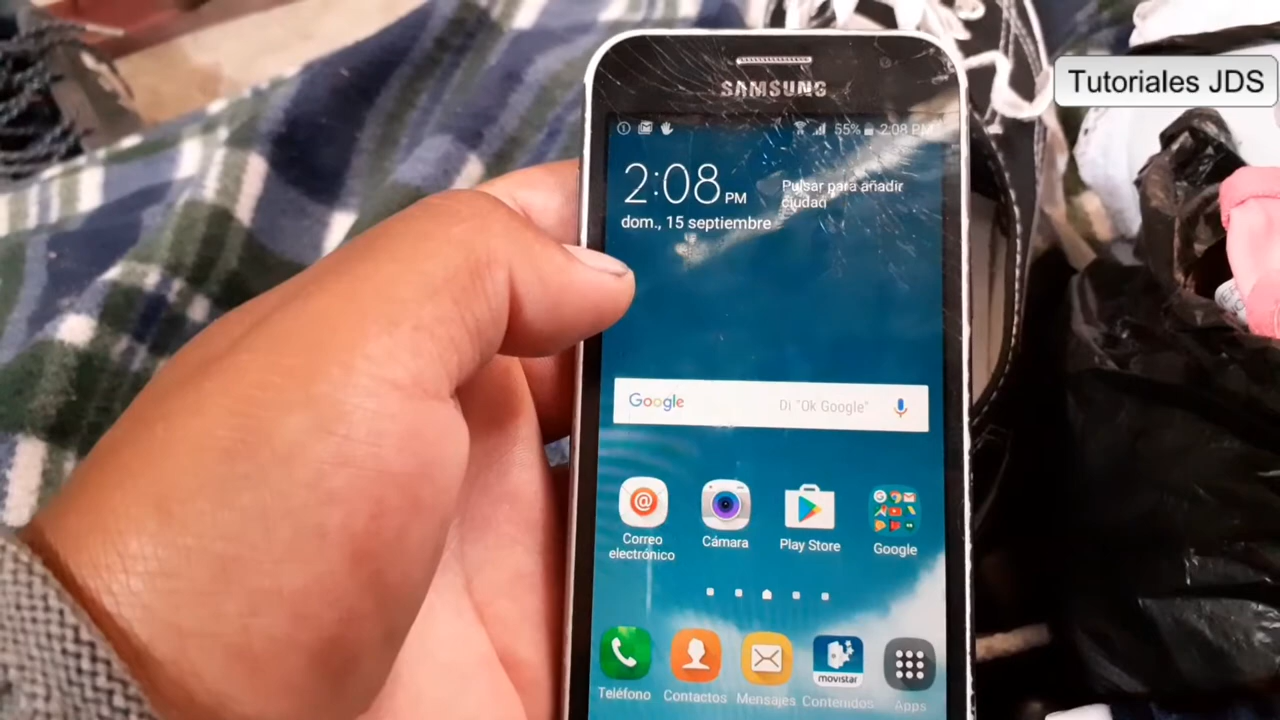 Tutoriales JDS
SAMSUNG
55% 2:08 PM
2:08 PM
Pulsar para añadir
ciudad
dom., 15 septiembre
Google Di "Ok Google"
Correo
electrónico
Cámara
Play Store
Google
movistar
Teléfono
Contactos
Mensajes
Contenidos
Apps